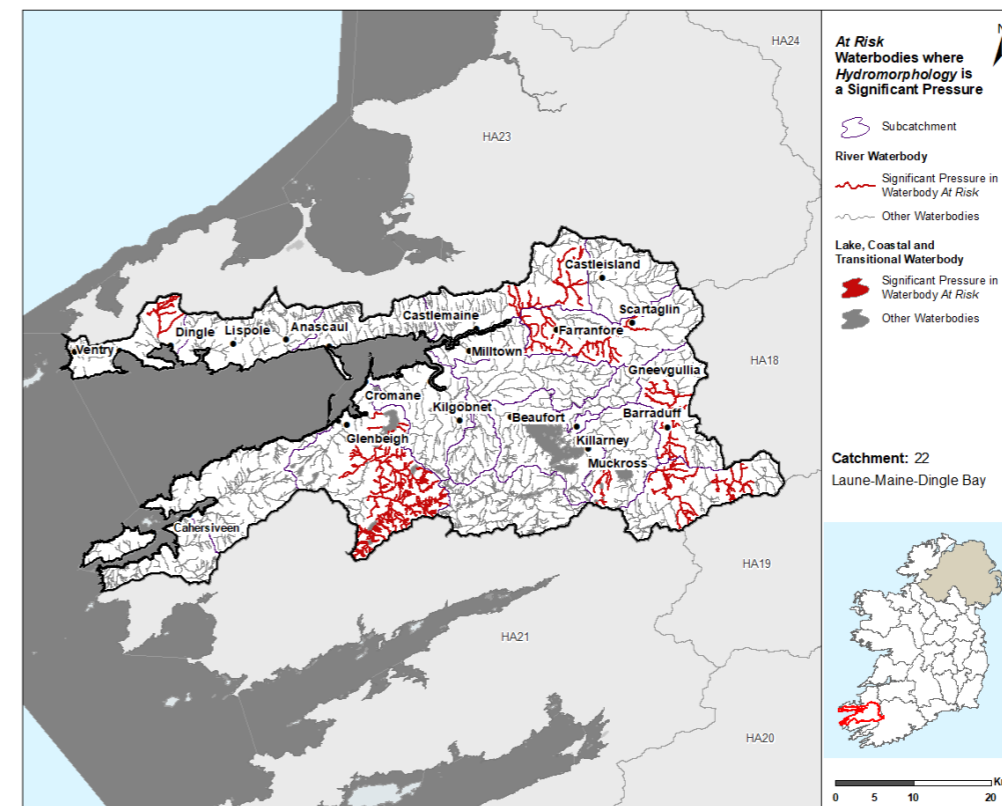 HA24
HA23
Castleisland
Scartaglin
Castlemaine
Dingle
Lispole
Anascaul
Farranfore
Ventry
Milltown
HA18
Gneevgullia
Cromane
Kilgobnet
Beaufort
Barraduff
Glenbeigh
Killarney
Muckross
Cahersiveen
HA19
HA21
HA20
N
At Risk
Waterbodies where
Hydromorphology is
a Significant Pressure
Subcatchment
River Waterbody
Significant Pressure in
Waterbody At Risk
Other Waterbodies
Lake, Coastal and
Transitional Waterbody
Significant Pressure in
Waterbody At Risk
Other Waterbodies
Catchment: 22
Laune-Maine-Dingle Bay
0 5 10 20